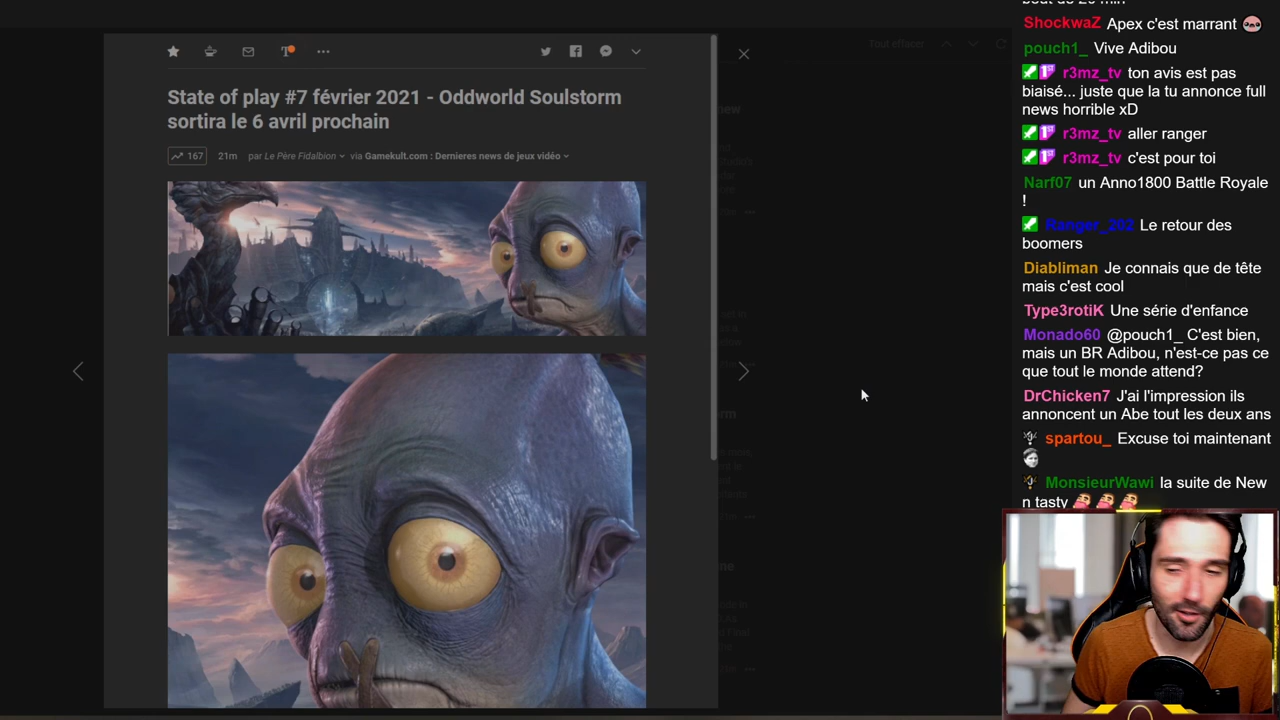 Tout effacer
State of play #7 février 2021 - Oddworld Soulstorm
sortira le 6 avril prochain
167 21m par Le Père Fidalbion via Gamekult.com : Dernieres news de jeux vidéo
ShockwaZ Apex c'est marrant
pouch1_ Vive Adibou
r3mz_tv ton avis est pas
biaisé... juste que la tu annonce full
news horrible xD
r3mz_tv aller ranger
r3mz_tv c'est pour toi
Narf07 un Anno1800 Battle Royale
!
Ranger_202 Le retour des
boomers
Diabliman Je connais que de tête
mais c'est cool
Type3rotiK Une série d'enfance
Monado60 @pouch1_ C'est bien,
mais un BR Adibou, n'est-ce pas ce
que tout le monde attend?
DrChicken7 J'ai l'impression ils
annoncent un Abe tout les deux ans
spartou_ Excuse toi maintenant
MonsieurWawi la suite de New
n tasty